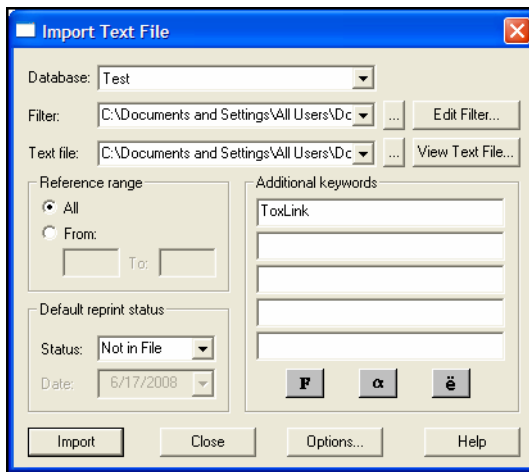 Import Text File
Database: Test
Filter: C:\Documents and Settings\All Users\Dc ... Edit Filter...
Text file: C:\Documents and Settings\All Users\Dc ... View Text File...
Reference range
All
From:
To:
Default reprint status
Status: Not in File
Date: 6/17/2008
Additional keywords
ToxLink
F α ë
Import Close Options... Help